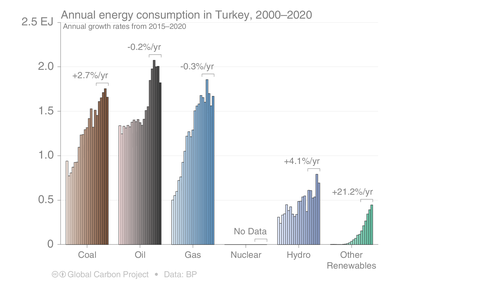 Annual energy consumption in Turkey, 2000–2020
2.5 EJ
Annual growth rates from 2015–2020
-0.2%/yr
2.0
-0.3%/yr
+2.7%/yr
1.5
1.0
+4.1%/yr
+21.2%/yr
0.5
No Data
0
Coal Oil Gas Nuclear Hydro Other
Renewables
Global Carbon Project • Data: BP